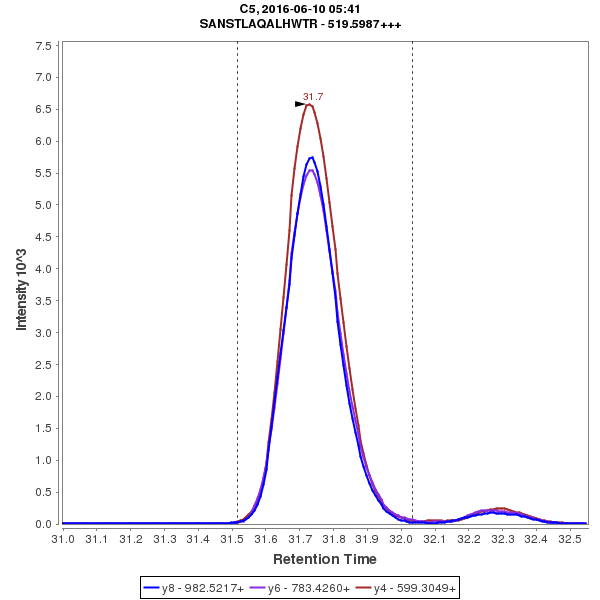 C5, 2016-06-10 05:41
SANSTLAQALHWTR - 519.5987+++
7.5
7.0
6.5
6.0
5.5
5.0
4.5
4.0
3.5
3.0
2.5
2.0
1.5
1.0
0.5
0.0
Intensity 10^3
31.7
31.0 31.1 31.2 31.3 31.4 31.5 31.6 31.7 31.8 31.9 32.0 32.1 32.2 32.3 32.4 32.5
Retention Time
y8 - 982.5217+ y6 - 783.4260+ y4 - 599.3049+